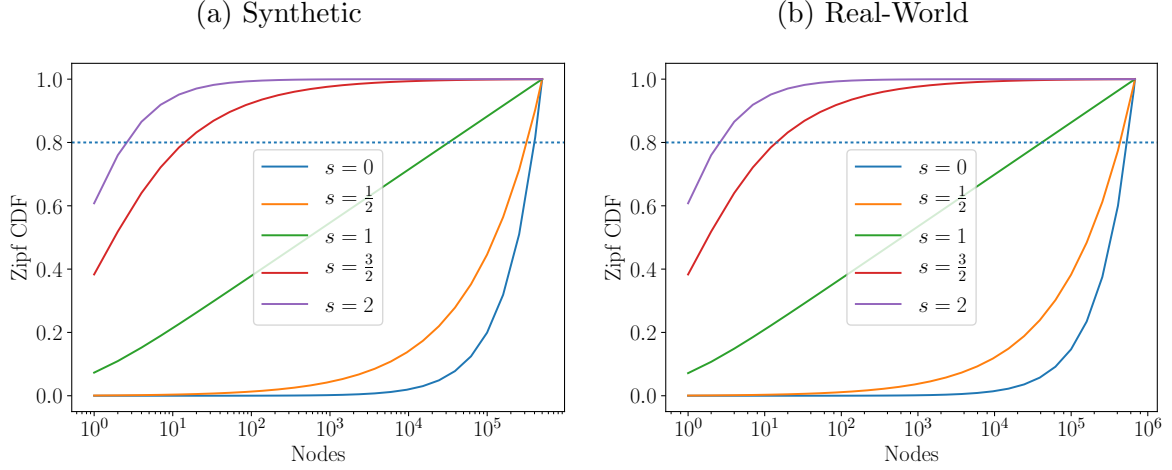 (a) Synthetic
1.0
0.8
0.6
0.4
0.2
0.0
Zipf CDF
s = 0
s = 1/2
s = 1
s = 3/2
s = 2
10^0
10^1
10^2
10^3
10^4
10^5
Nodes
(b) Real-World
1.0
0.8
0.6
0.4
0.2
0.0
Zipf CDF
s = 0
s = 1/2
s = 1
s = 3/2
s = 2
10^0
10^1
10^2
10^3
10^4
10^5
10^6
Nodes